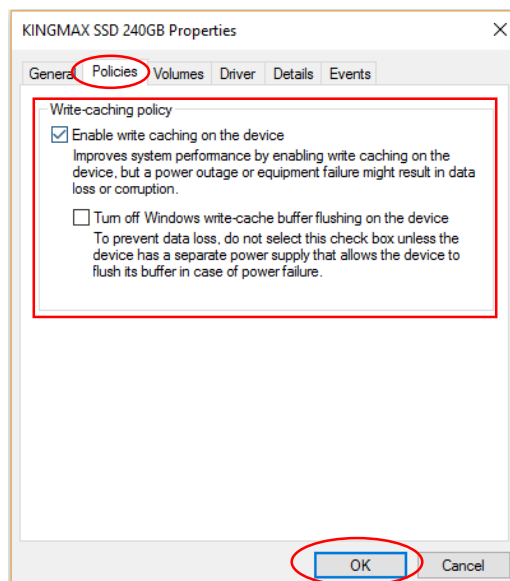 KINGMAX SSD 240GB Properties
General Policies Volumes Driver Details Events
Write-caching policy
Enable write caching on the device
Improves system performance by enabling write caching on the
device, but a power outage or equipment failure might result in data
loss or corruption.
Turn off Windows write-cache buffer flushing on the device
To prevent data loss, do not select this check box unless the
device has a separate power supply that allows the device to
flush its buffer in case of power failure.
OK Cancel